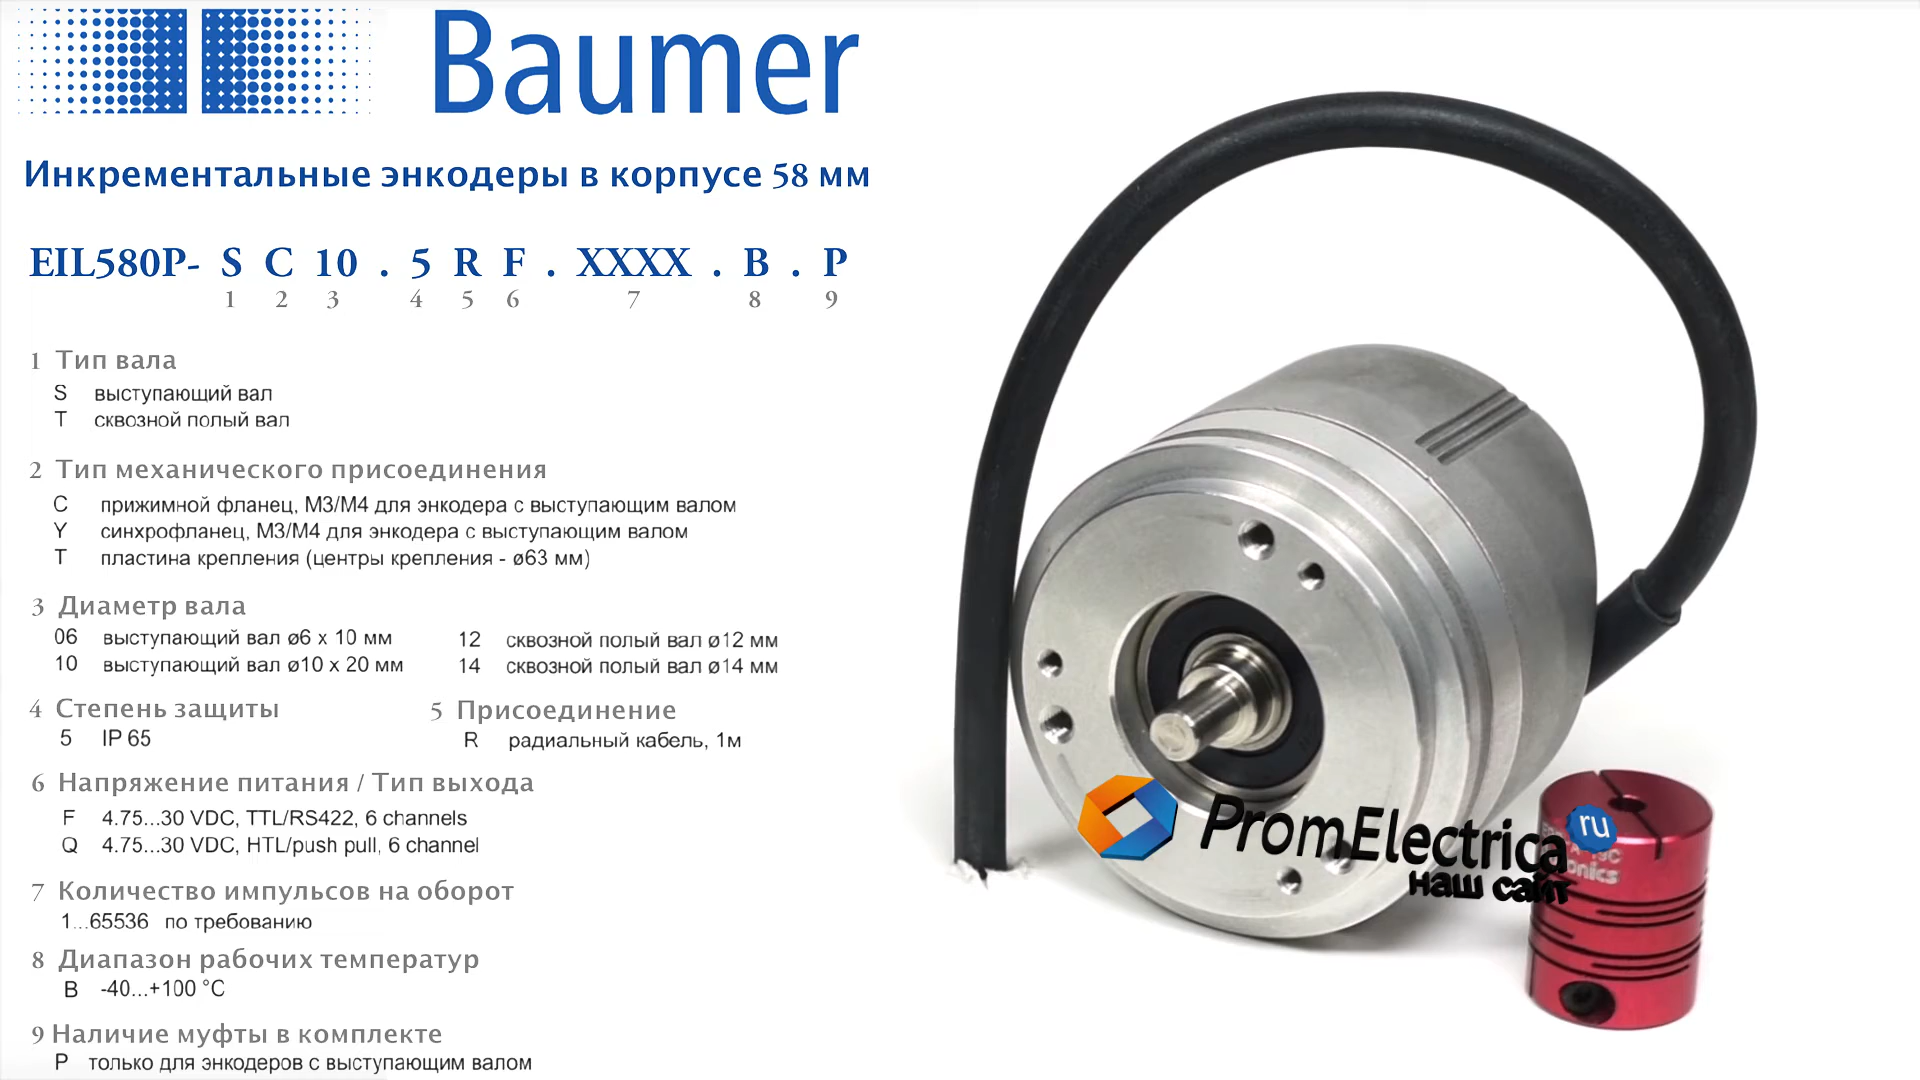 Baumer
Инкрементальные энкодеры в корпусе 58 мм
EIL580P- S C 10 . 5 R F . XXXX . B . P
1 2 3 4 5 6 7 8 9
1 Тип вала
S выступающий вал
T сквозной полый вал
2 Тип механического присоединения
C прижимной фланец, М3/М4 для энкодера с выступающим валом
Y синхрофланец, М3/М4 для энкодера с выступающим валом
T пластина крепления (центры крепления - ø63 мм)
3 Диаметр вала
06 выступающий вал ø6 x 10 мм 12 сквозной полый вал ø12 мм
10 выступающий вал ø10 x 20 мм 14 сквозной полый вал ø14 мм
4 Степень защиты 5 Присоединение
5 IP 65 R радиальный кабель, 1м
6 Напряжение питания / Тип выхода
F 4.75...30 VDC, TTL/RS422, 6 channels
Q 4.75...30 VDC, HTL/push pull, 6 channel
7 Количество импульсов на оборот
1...65536 по требованию
8 Диапазон рабочих температур
B -40...+100 °C
9 Наличие муфты в комплекте
P только для энкодеров с выступающим валом
PromElectrica ru
наш сайт